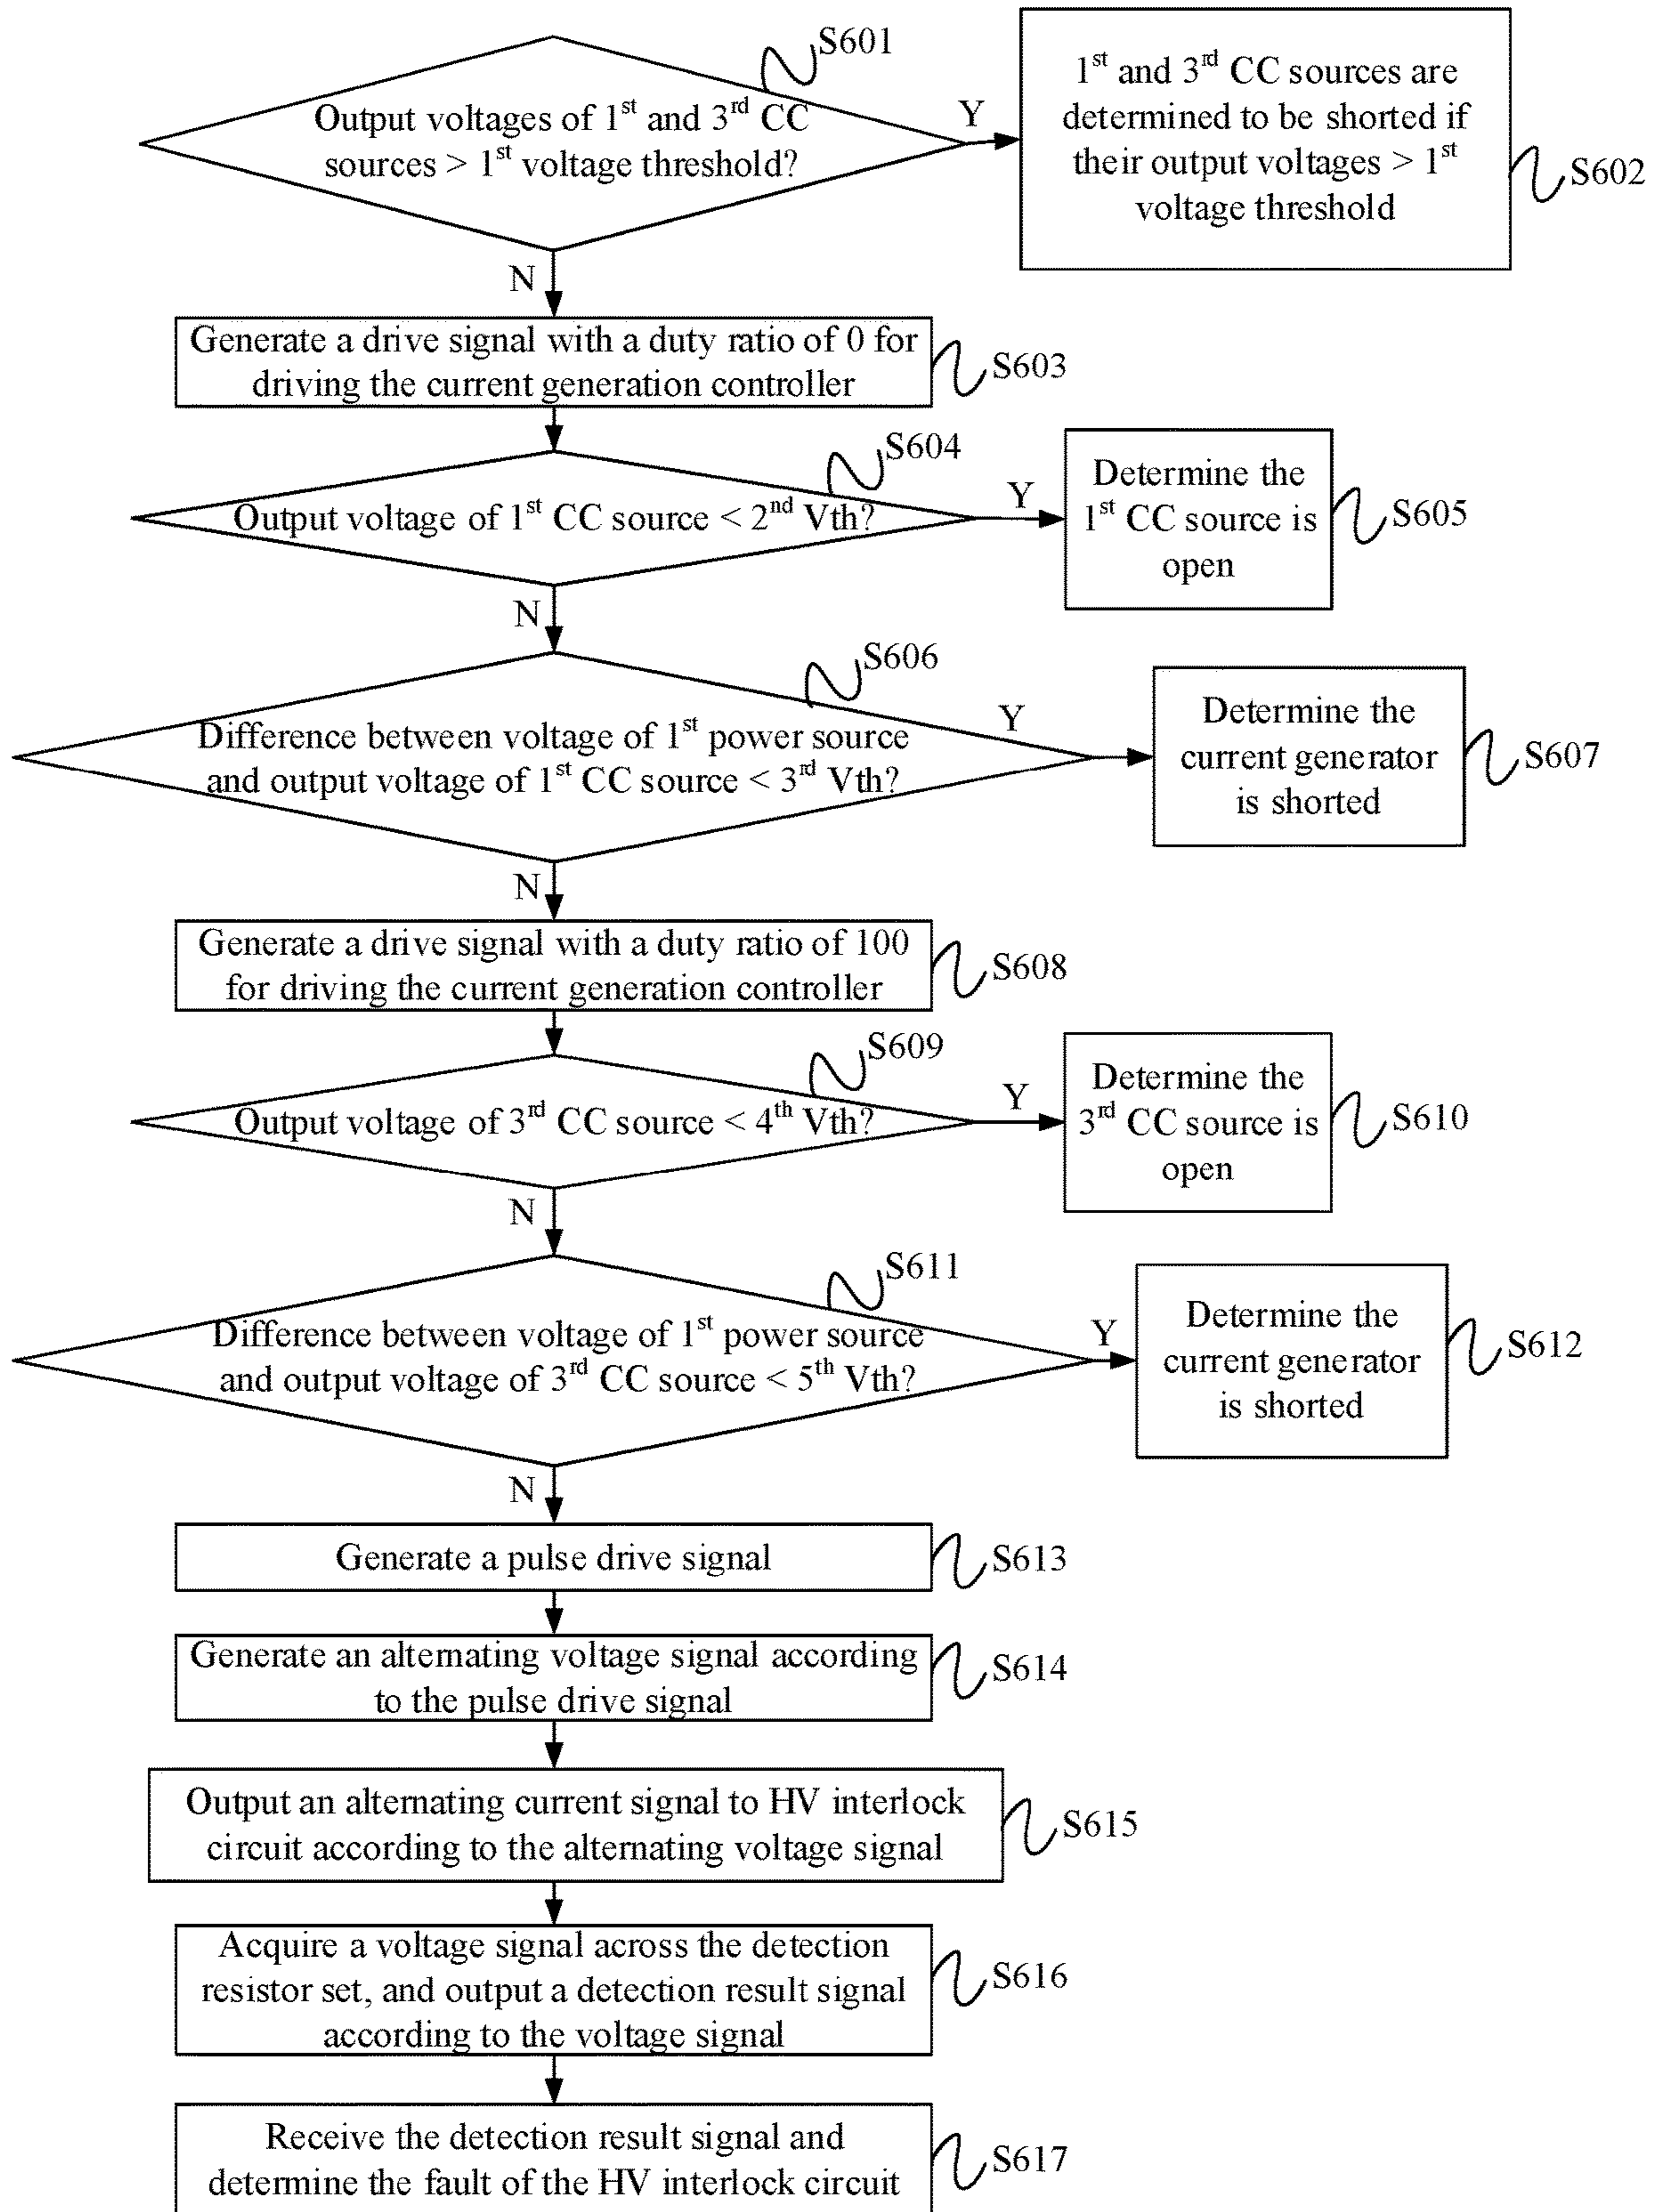 S601
Output voltages of 1st and 3rd CC
sources > 1st voltage threshold?
Y
1st and 3rd CC sources are
determined to be shorted if
their output voltages > 1st
voltage threshold
S602
N
Generate a drive signal with a duty ratio of 0 for
driving the current generation controller
S603
S604
Output voltage of 1st CC source < 2nd Vth?
Y
Determine the
1st CC source is
open
S605
N
S606
Difference between voltage of 1st power source
and output voltage of 1st CC source < 3rd Vth?
Y
Determine the
current generator
is shorted
S607
N
Generate a drive signal with a duty ratio of 100
for driving the current generation controller
S608
S609
Output voltage of 3rd CC source < 4th Vth?
Y
Determine the
3rd CC source is
open
S610
N
S611
Difference between voltage of 1st power source
and output voltage of 3rd CC source < 5th Vth?
Y
Determine the
current generator
is shorted
S612
N
Generate a pulse drive signal
S613
Generate an alternating voltage signal according
to the pulse drive signal
S614
Output an alternating current signal to HV interlock
circuit according to the alternating voltage signal
S615
Acquire a voltage signal across the detection
resistor set, and output a detection result signal
according to the voltage signal
S616
Receive the detection result signal and
determine the fault of the HV interlock circuit
S617